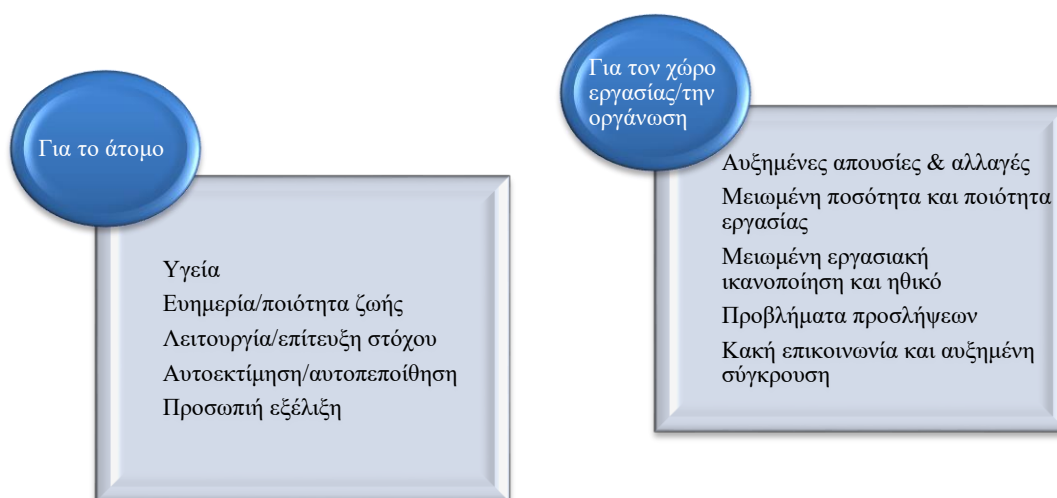 Για το άτομο
Υγεία
Ευημερία/ποιότητα ζωής
Λειτουργία/επίτευξη στόχου
Αυτοεκτίμηση/αυτοπεποίθηση
Προσωπιή εξέλιξη
Για τον χώρο
εργασίας/την
οργάνωση
Αυξημένες απουσίες & αλλαγές
Μειωμένη ποσότητα και ποιότητα
εργασίας
Μειωμένη εργασιακή
ικανοποίηση και ηθικό
Προβλήματα προσλήψεων
Κακή επικοινωνία και αυξημένη
σύγκρουση